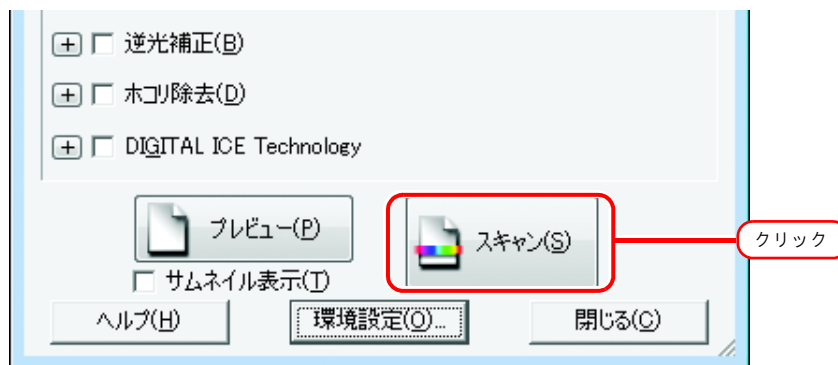 逆光補正(B)
ホコリ除去(D)
DIGITAL ICE Technology
プレビュー(P)
スキャン(S)
クリック
サムネイル表示(T)
ヘルプ(H)
環境設定(O)...
閉じる(C)